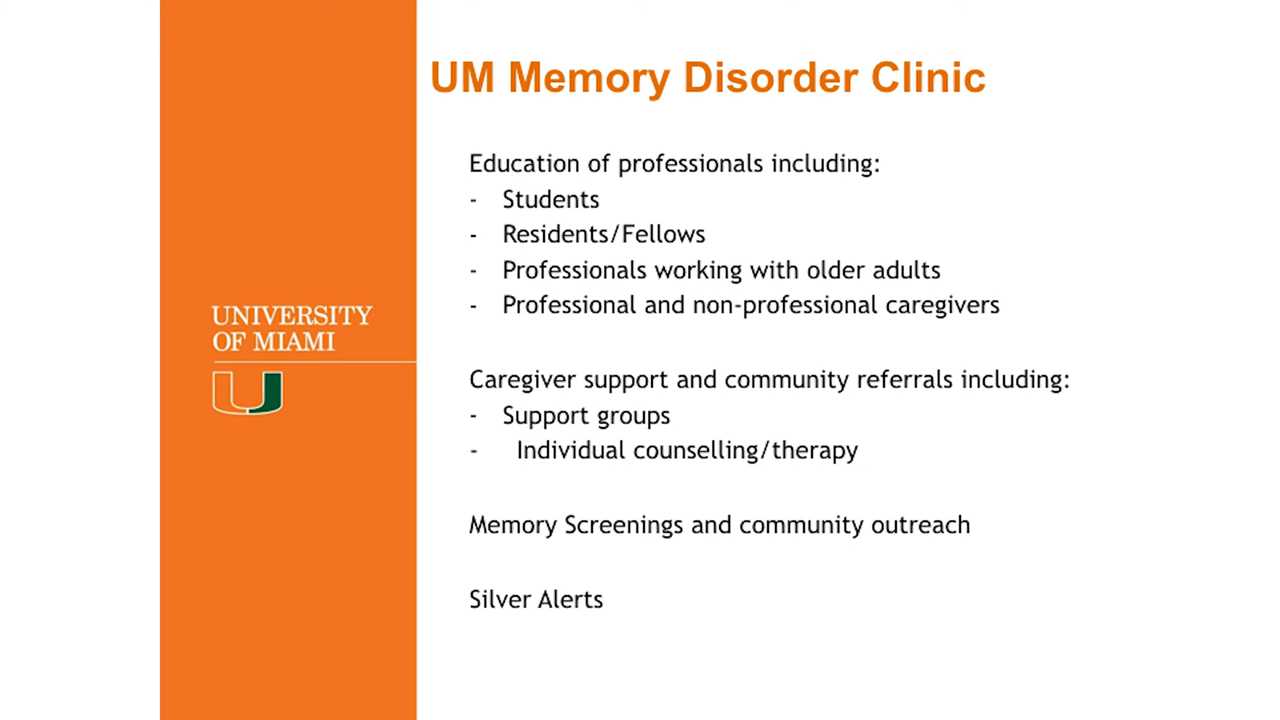 UM Memory Disorder Clinic
Education of professionals including:
- Students
- Residents/Fellows
- Professionals working with older adults
- Professional and non-professional caregivers
Caregiver support and community referrals including:
- Support groups
- Individual counselling/therapy
Memory Screenings and community outreach
Silver Alerts
UNIVERSITY
OF MIAMI
U